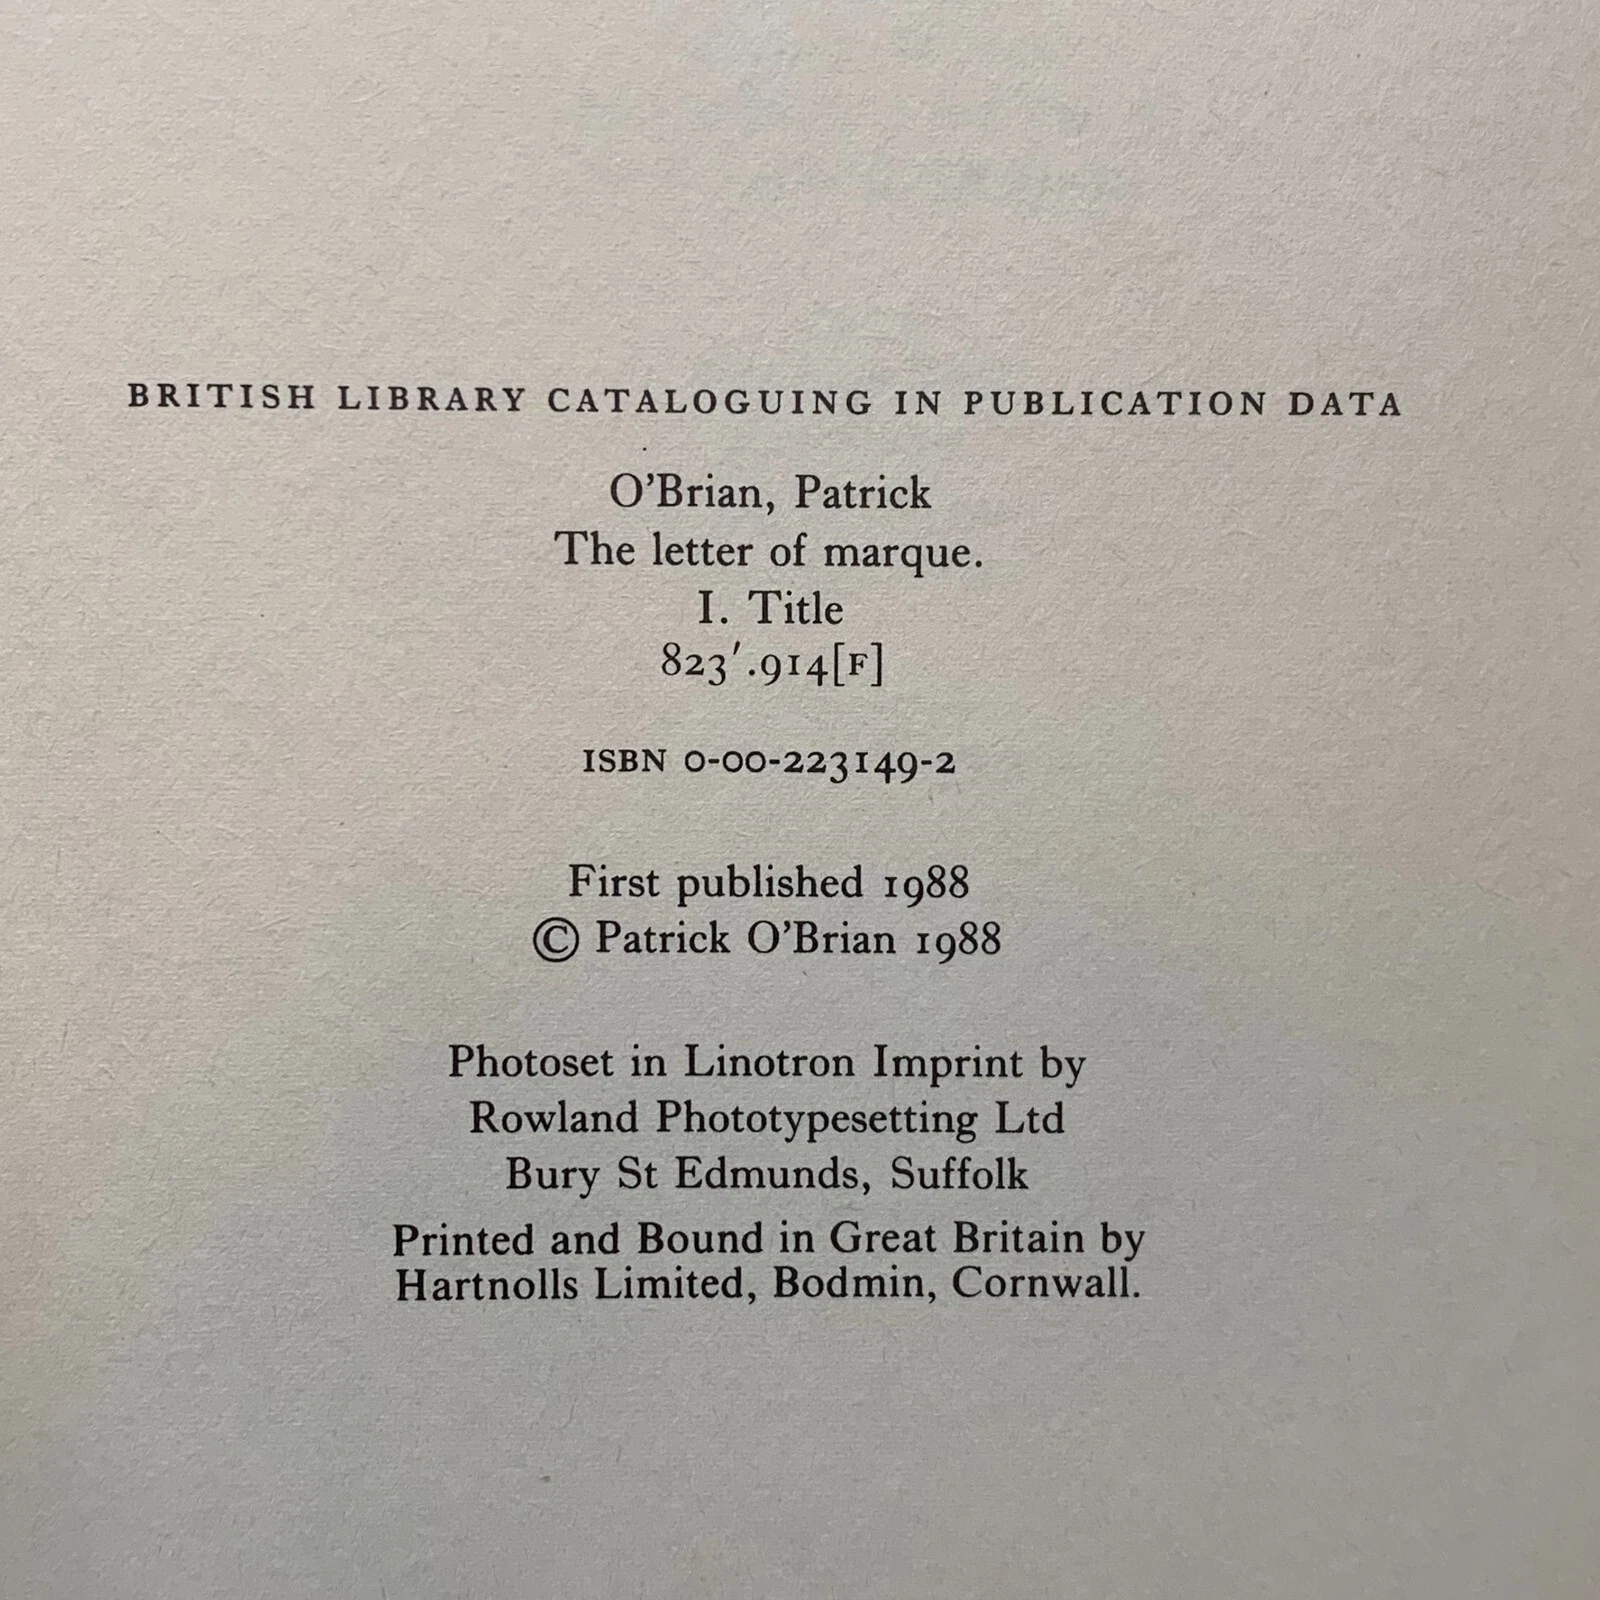 BRITISH LIBRARY CATALOGUING IN PUBLICATION DATA
O'Brian, Patrick
The letter of marque.
I. Title
823′.914[F]
ISBN 0-00-223149-2
First published 1988
© Patrick O'Brian 1988
Photoset in Linotron Imprint by
Rowland Phototypesetting Ltd
Bury St Edmunds, Suffolk
Printed and Bound in Great Britain by
Hartnolls Limited, Bodmin, Cornwall.